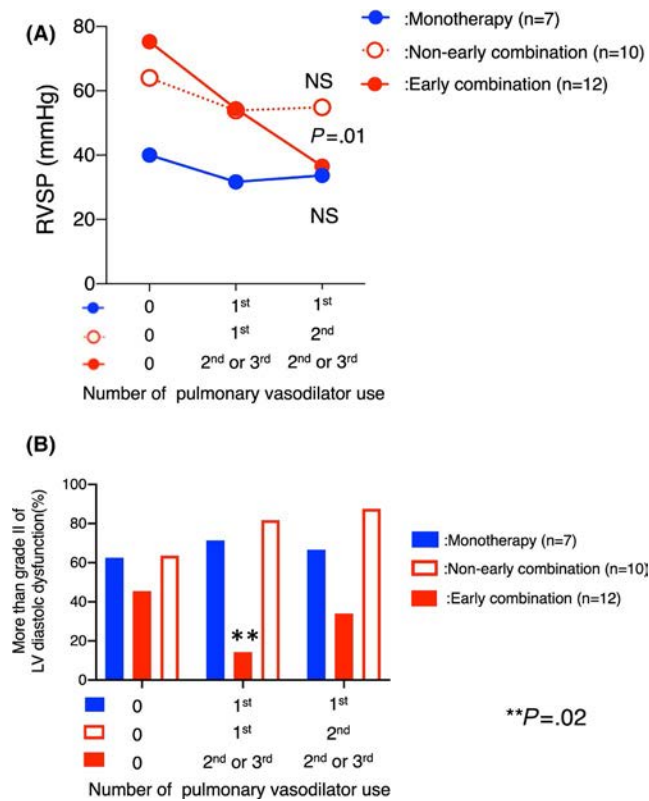 (A)
:Monotherapy (n=7)
:Non-early combination (n=10)
:Early combination (n=12)
RVSP (mmHg)
80
60
40
20
0
NS
P=.01
NS
0 1st 1st
0 1st 2nd
0 2nd or 3rd 2nd or 3rd
Number of pulmonary vasodilator use
(B)
More than grade II of
LV diastolc dysfunction(%)
100
80
60
40
20
0
**
:Monotherapy (n=7)
:Non-early combination (n=10)
:Early combination (n=12)
0 1st 1st
0 1st 2nd
0 2nd or 3rd 2nd or 3rd
**P=.02
Number of pulmonary vasodilator use